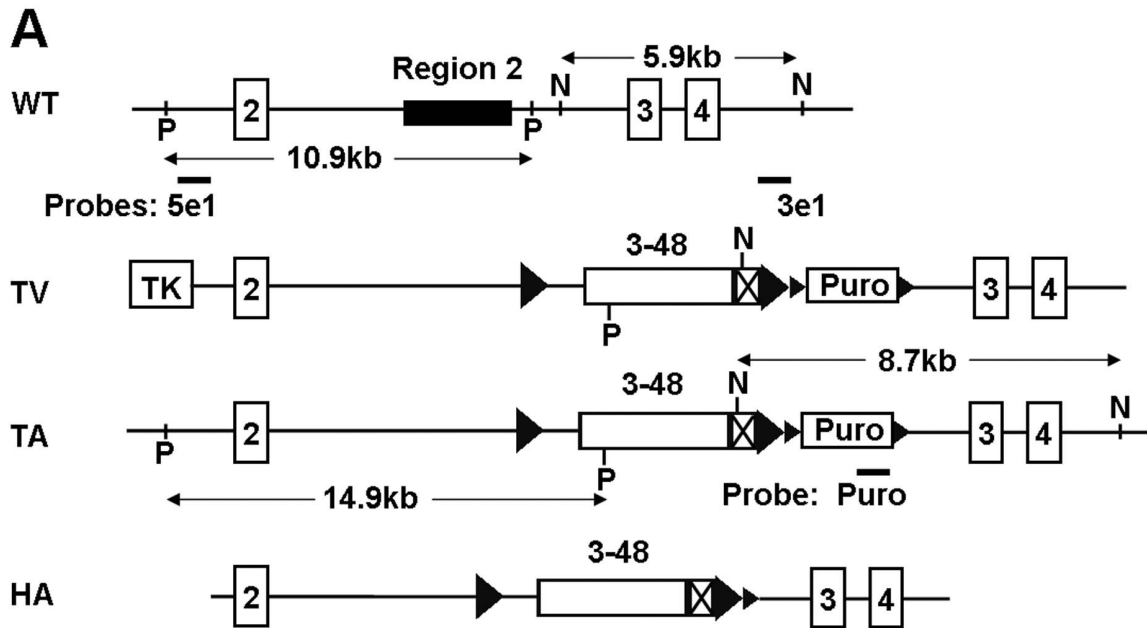 A
WT
P
2
Region 2
P
N
5.9kb
3
4
N
10.9kb
Probes: 5e1
3e1
TV
TK
2
3-48
N
P
Puro
3
4
8.7kb
TA
P
2
3-48
N
P
Puro
3
4
N
14.9kb
Probe: Puro
HA
2
3-48
3
4